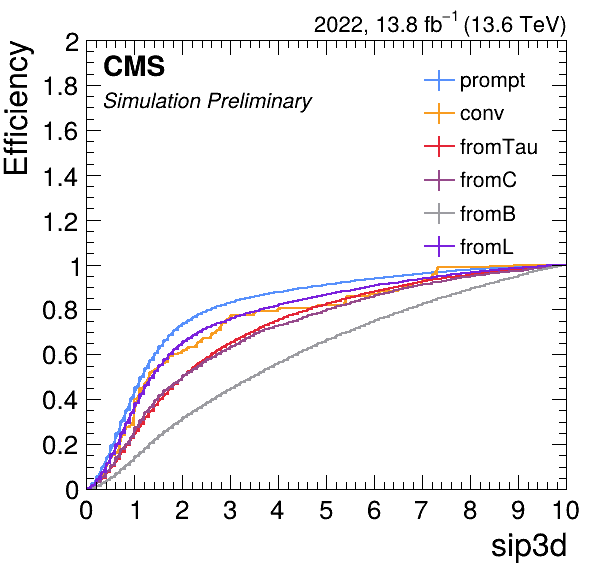 2022, 13.8 fb⁻¹ (13.6 TeV)
CMS
Simulation Preliminary
prompt
conv
fromTau
fromC
fromB
fromL
Efficiency
2
1.8
1.6
1.4
1.2
1
0.8
0.6
0.4
0.2
0
0 1 2 3 4 5 6 7 8 9 10
sip3d